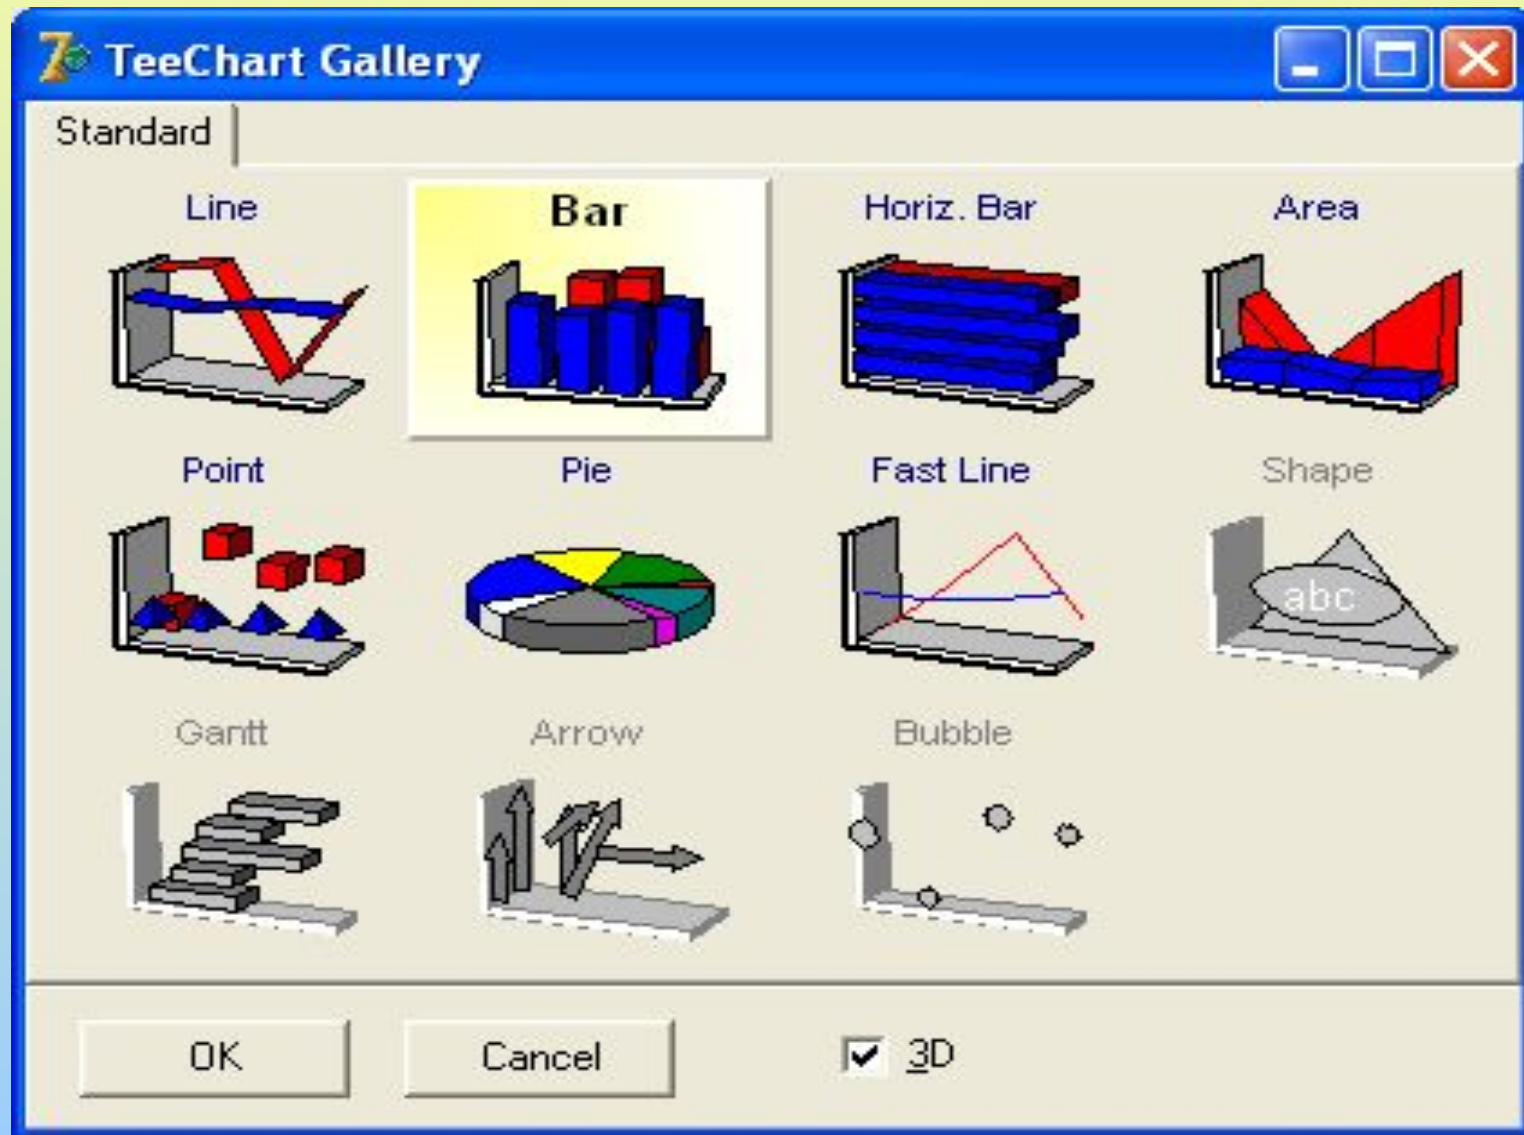 TeeChart Gallery
Standard
Line Bar Horiz. Bar Area
Point Pie Fast Line Shape
abc
Gantt Arrow Bubble
OK Cancel 3D